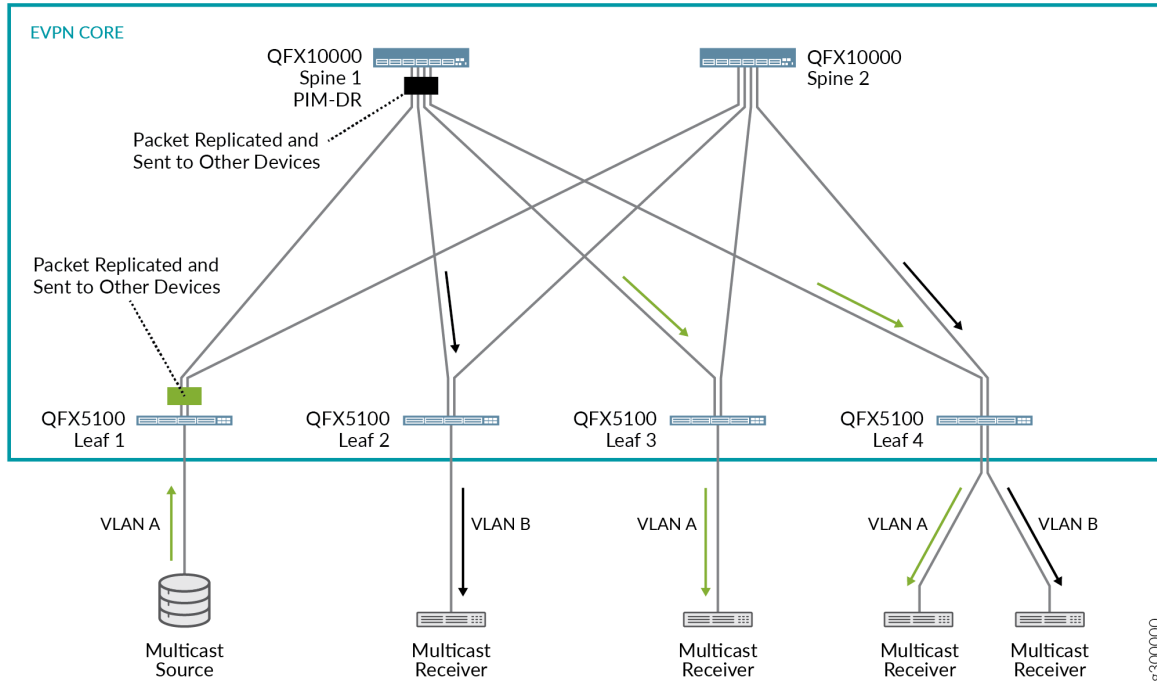 EVPN CORE
QFX10000
Spine 1
PIM-DR
QFX10000
Spine 2
Packet Replicated and
Sent to Other Devices
Packet Replicated and
Sent to Other Devices
QFX5100
Leaf 1
QFX5100
Leaf 2
QFX5100
Leaf 3
QFX5100
Leaf 4
VLAN A
VLAN B
VLAN A
VLAN A
VLAN B
Multicast
Source
Multicast
Receiver
Multicast
Receiver
Multicast
Receiver
Multicast
Receiver
g300000